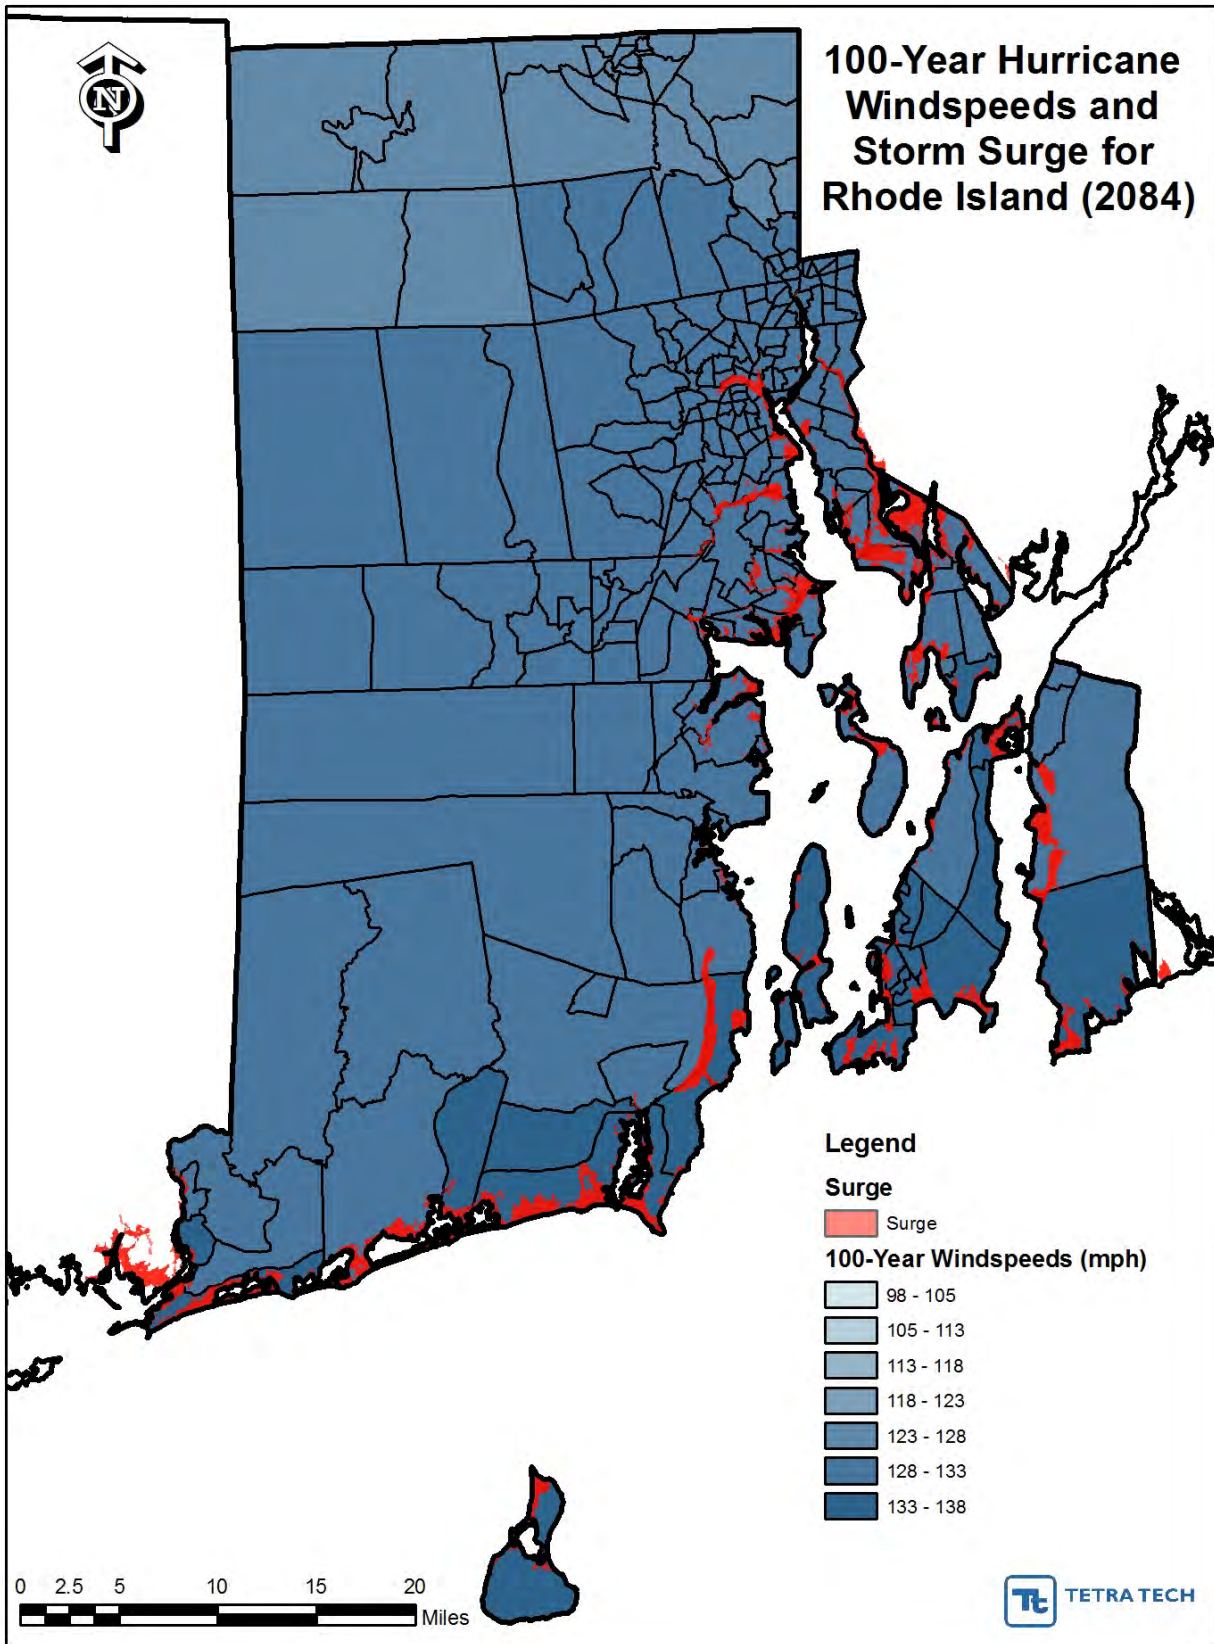 N
100-Year Hurricane
Windspeeds and
Storm Surge for
Rhode Island (2084)
Legend
Surge
Surge
100-Year Windspeeds (mph)
98 - 105
105 - 113
113 - 118
118 - 123
123 - 128
128 - 133
133 - 138
0 2.5 5 10 15 20
Miles
Tt TETRA TECH